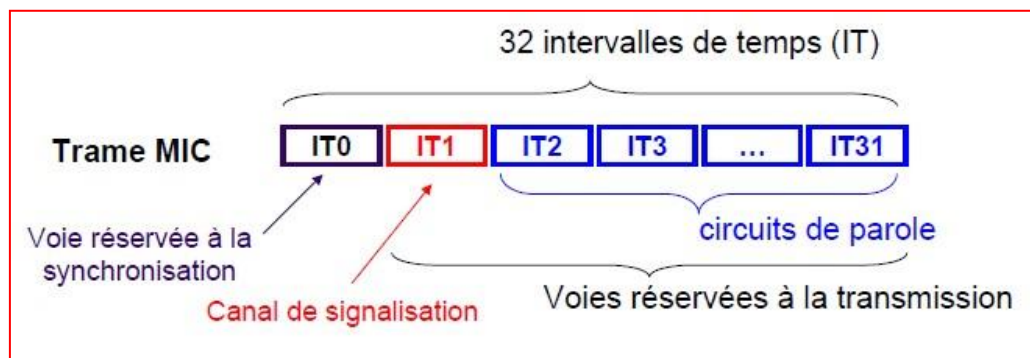 32 intervalles de temps (IT)
Trame MIC IT0 IT1 IT2 IT3 ... IT31
Voie réservée à la
synchronisation
circuits de parole
Canal de signalisation
Voies réservées à la transmission